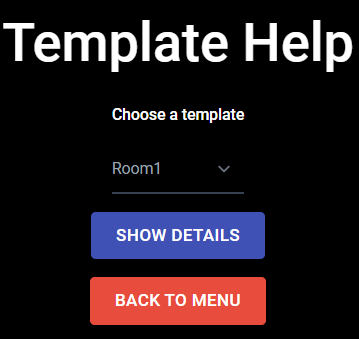 Template Help
Choose a template
Room1
SHOW DETAILS
BACK TO MENU